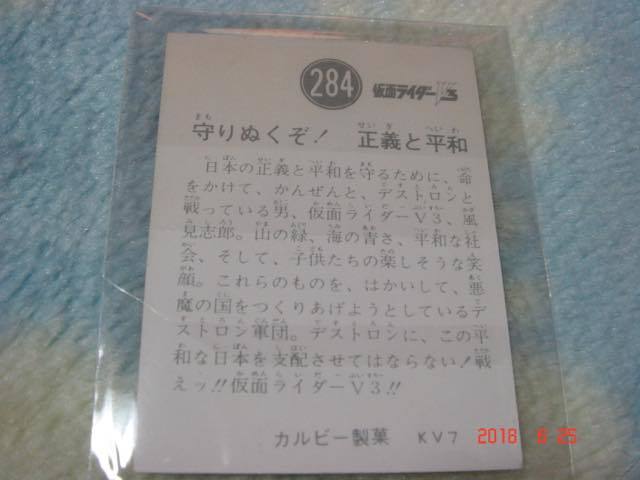 284 仮面ライダーV3
守りぬくぞ! 正義と平和
日本の正義と平和を守るために、命
をかけて、かんぜんと、デストロンと
戦っている男、仮面ライダーV3、風
見志郎。山の緑、海の青さ、平和な社
会、そして、子供たちの楽しそうな笑
顔。これらのものを、はかいして、悪
魔の国をつくりあげようとしているデ
ストロン軍団。デストロンに、この平
和な日本を支配させてはならない!戦
えッ!!仮面ライダーV3!!
カルビー製菓 KV7
2018 6 25